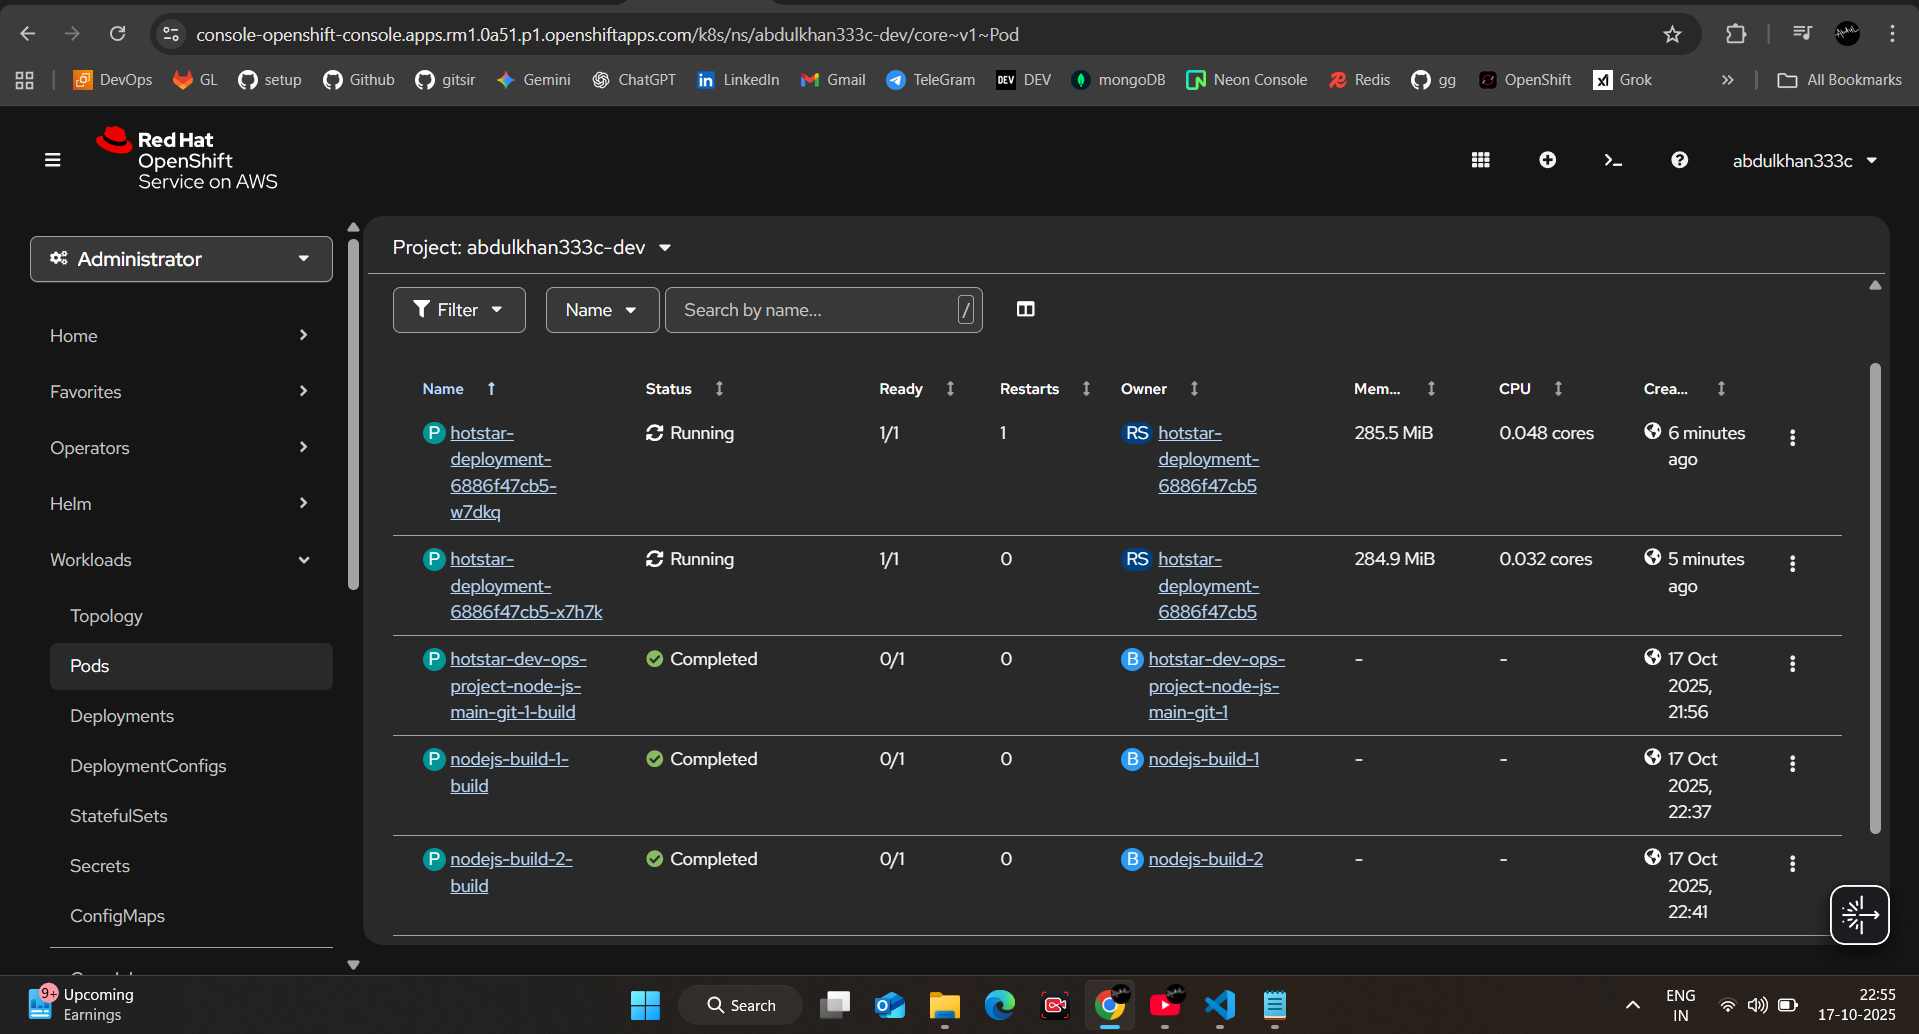 console-openshift-console.apps.rm1.0a51.p1.openshiftapps.com/k8s/ns/abdulkhan333c-dev/core~v1~Pod
DevOps GL setup Github gitsir Gemini ChatGPT LinkedIn Gmail TeleGram DEV DEV mongoDB Neon Console Redis gg OpenShift xI Grok » All Bookmarks
Red Hat
OpenShift
Service on AWS
abdulkhan333c
Administrator
Home
Favorites
Operators
Helm
Workloads
Topology
Pods
Deployments
DeploymentConfigs
StatefulSets
Secrets
ConfigMaps
Project: abdulkhan333c-dev
Filter Name Search by name... /
Name Status Ready Restarts Owner Mem... CPU Crea...
P hotstar- Running 1/1 1 RS hotstar- 285.5 MiB 0.048 cores 6 minutes
deployment- deployment- ago
6886f47cb5- 6886f47cb5
w7dkq
P hotstar- Running 1/1 0 RS hotstar- 284.9 MiB 0.032 cores 5 minutes
deployment- deployment- ago
6886f47cb5-x7h7k 6886f47cb5
P hotstar-dev-ops- Completed 0/1 0 B hotstar-dev-ops- - - 17 Oct
project-node-js- project-node-js- 2025,
main-git-1-build main-git-1 21:56
P nodejs-build-1- Completed 0/1 0 B nodejs-build-1 - - 17 Oct
build 2025,
22:37
P nodejs-build-2- Completed 0/1 0 B nodejs-build-2 - - 17 Oct
build 2025,
22:41
9+ Upcoming
Earnings
Search
ENG
IN
22:55
17-10-2025